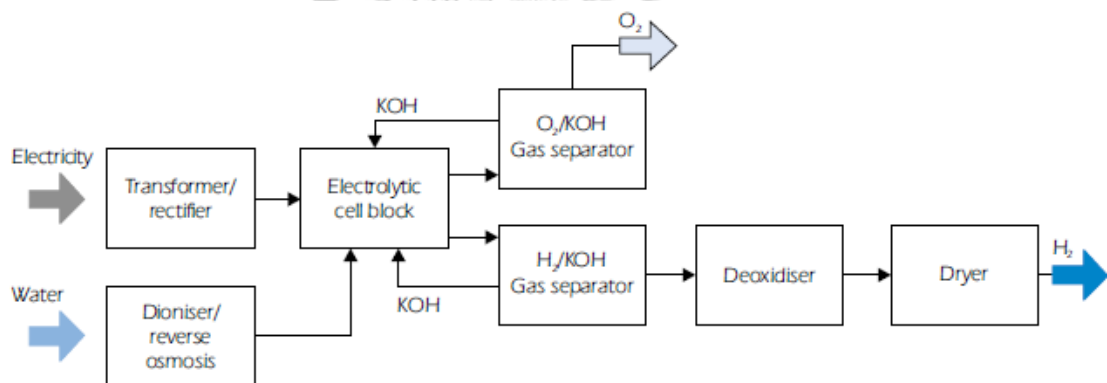 O₂
KOH
O₂/KOH
Gas separator
Electricity
Transformer/
rectifier
Electrolytic
cell block
H₂/KOH
Gas separator
Deoxidiser
Dryer
H₂
KOH
Water
Dioniser/
reverse
osmosis